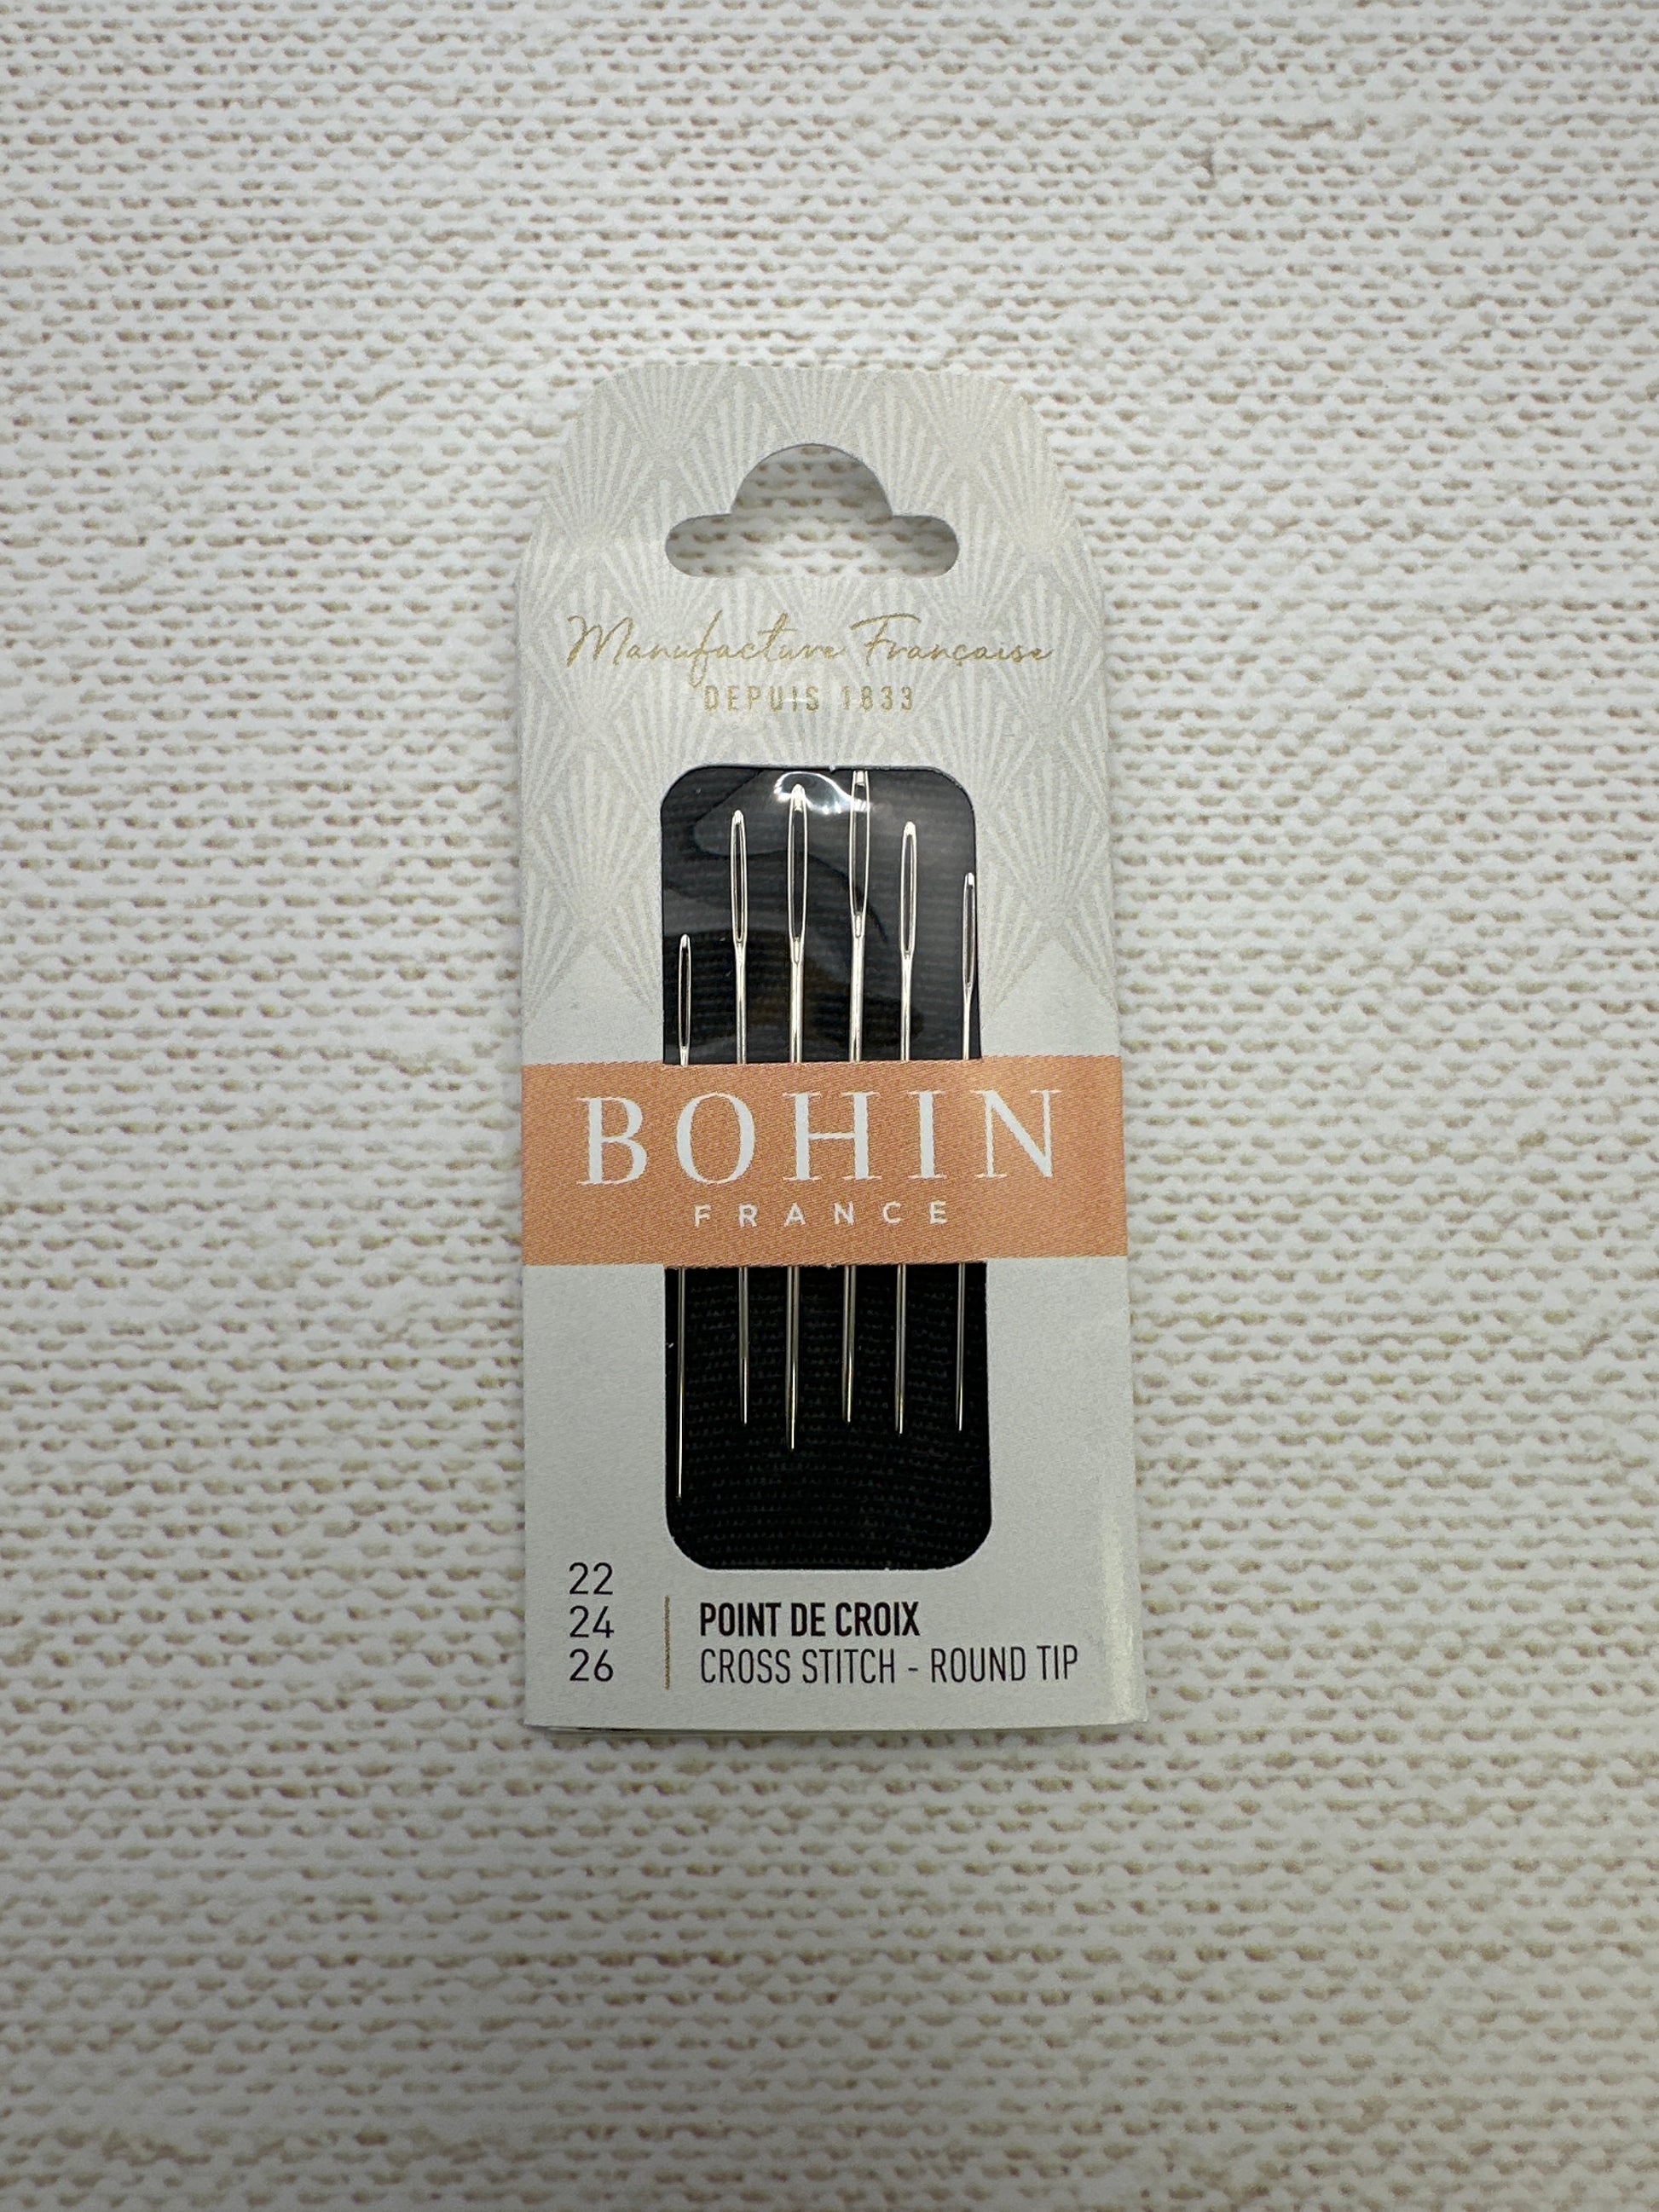 Manufacture Française
DEPUIS 1833
BOHIN
FRANCE
22
24
26
POINT DE CROIX
CROSS STITCH - ROUND TIP